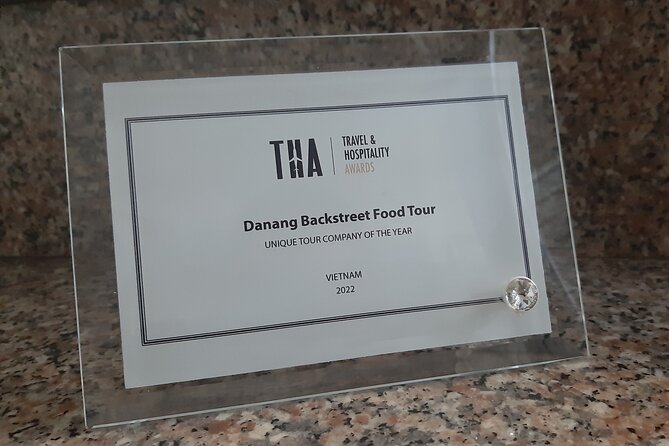 THA
TRAVEL &
HOSPITALITY
AWARDS
Danang Backstreet Food Tour
UNIQUE TOUR COMPANY OF THE YEAR
VIETNAM
2022